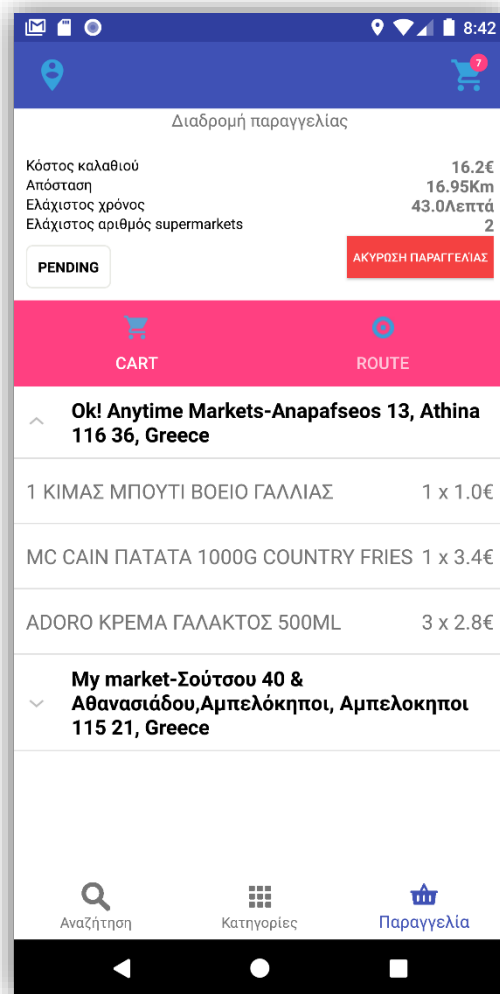 8:42
7
Διαδρομή παραγγελίας
Κόστος καλαθιού 16.2€
Απόσταση 16.95Km
Ελάχιστος χρόνος 43.0Λεπτά
Ελάχιστος αριθμός supermarkets 2
PENDING
ΑΚΎΡΩΣΗ ΠΑΡΑΓΓΕΛΊΑΣ
CART
ROUTE
Ok! Anytime Markets-Anapafseos 13, Athina
116 36, Greece
1 ΚΙΜΑΣ ΜΠΟΥΤΙ ΒΟΕΙΟ ΓΑΛΛΙΑΣ 1 x 1.0€
MC CAIN ΠΑΤΑΤΑ 1000G COUNTRY FRIES 1 x 3.4€
ADORO ΚΡΕΜΑ ΓΑΛΑΚΤΟΣ 500ML 3 x 2.8€
My market-Σούτσου 40 &
Αθανασιάδου,Αμπελόκηποι, Αμπελοκηποι
115 21, Greece
Αναζήτηση
Κατηγορίες
Παραγγελία